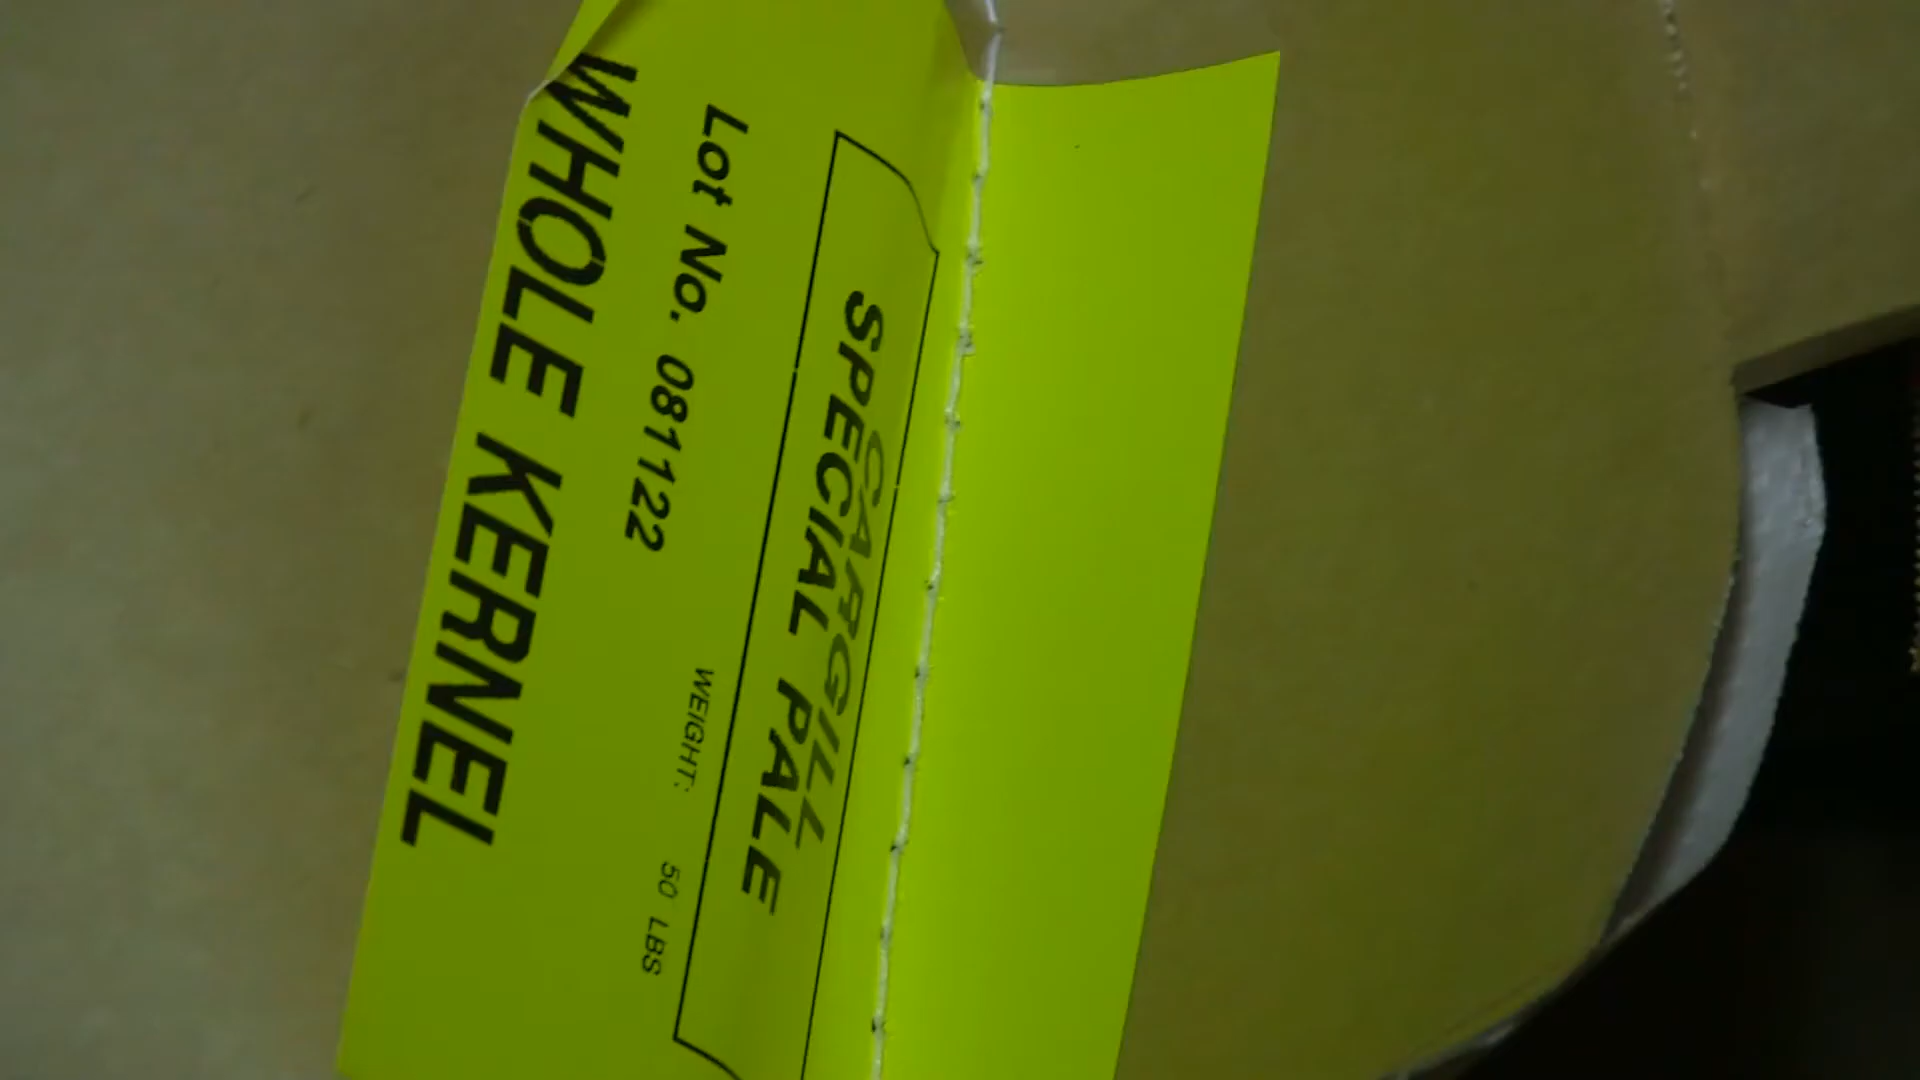 CARGILL
SPECIAL PALE
WEIGHT: 50 LBS
Lot No. 081122
WHOLE KERNEL